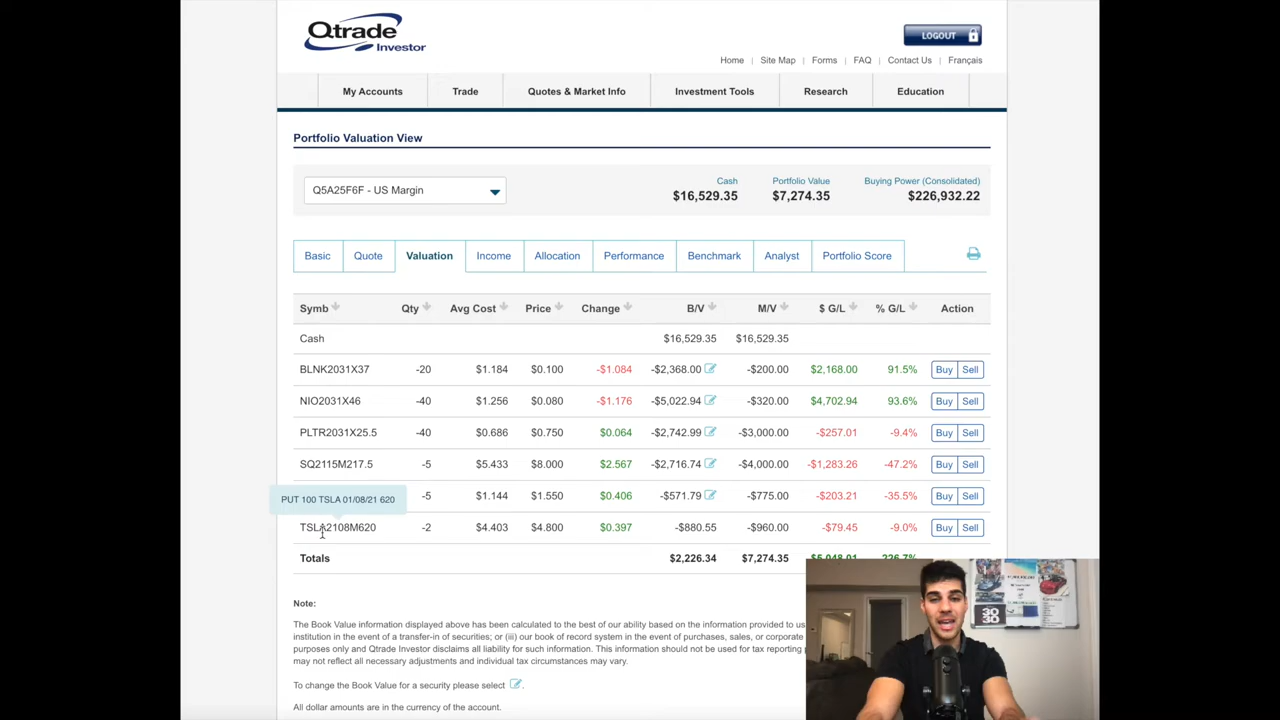 Qtrade
Investor
LOGOUT
Home | Site Map | Forms | FAQ | Contact Us | Français
My Accounts Trade Quotes & Market Info Investment Tools Research Education
Portfolio Valuation View
Q5A25F6F - US Margin
Cash Portfolio Value Buying Power (Consolidated)
$16,529.35 $7,274.35 $226,932.22
Basic Quote Valuation Income Allocation Performance Benchmark Analyst Portfolio Score
Symb Qty Avg Cost Price Change B/V M/V $ G/L % G/L Action
Cash $16,529.35 $16,529.35
BLNK2031X37 -20 $1.184 $0.100 -$1.084 -$2,368.00 -$200.00 $2,168.00 91.5% Buy Sell
NIO2031X46 -40 $1.256 $0.080 -$1.176 -$5,022.94 -$320.00 $4,702.94 93.6% Buy Sell
PLTR2031X25.5 -40 $0.686 $0.750 $0.064 -$2,742.99 -$3,000.00 -$257.01 -9.4% Buy Sell
SQ2115M217.5 -5 $5.433 $8.000 $2.567 -$2,716.74 -$4,000.00 -$1,283.26 -47.2% Buy Sell
PUT 100 TSLA 01/08/21 620 -5 $1.144 $1.550 $0.406 -$571.79 -$775.00 -$203.21 -35.5% Buy Sell
TSLA2108M620 -2 $4.403 $4.800 $0.397 -$880.55 -$960.00 -$79.45 -9.0% Buy Sell
Totals $2,226.34 $7,274.35 $5,048.01 226.7%
Note:
The Book Value information displayed above has been calculated to the best of our ability based on the information provided to us
institution in the event of a transfer-in of securities; or (iii) our book of record system in the event of purchases, sales, or corporate
purposes only and Qtrade Investor disclaims all liability for such information. This information should not be used for tax reporting
may not reflect all necessary adjustments and individual tax circumstances may vary.
To change the Book Value for a security please select .
All dollar amounts are in the currency of the account.
30
30